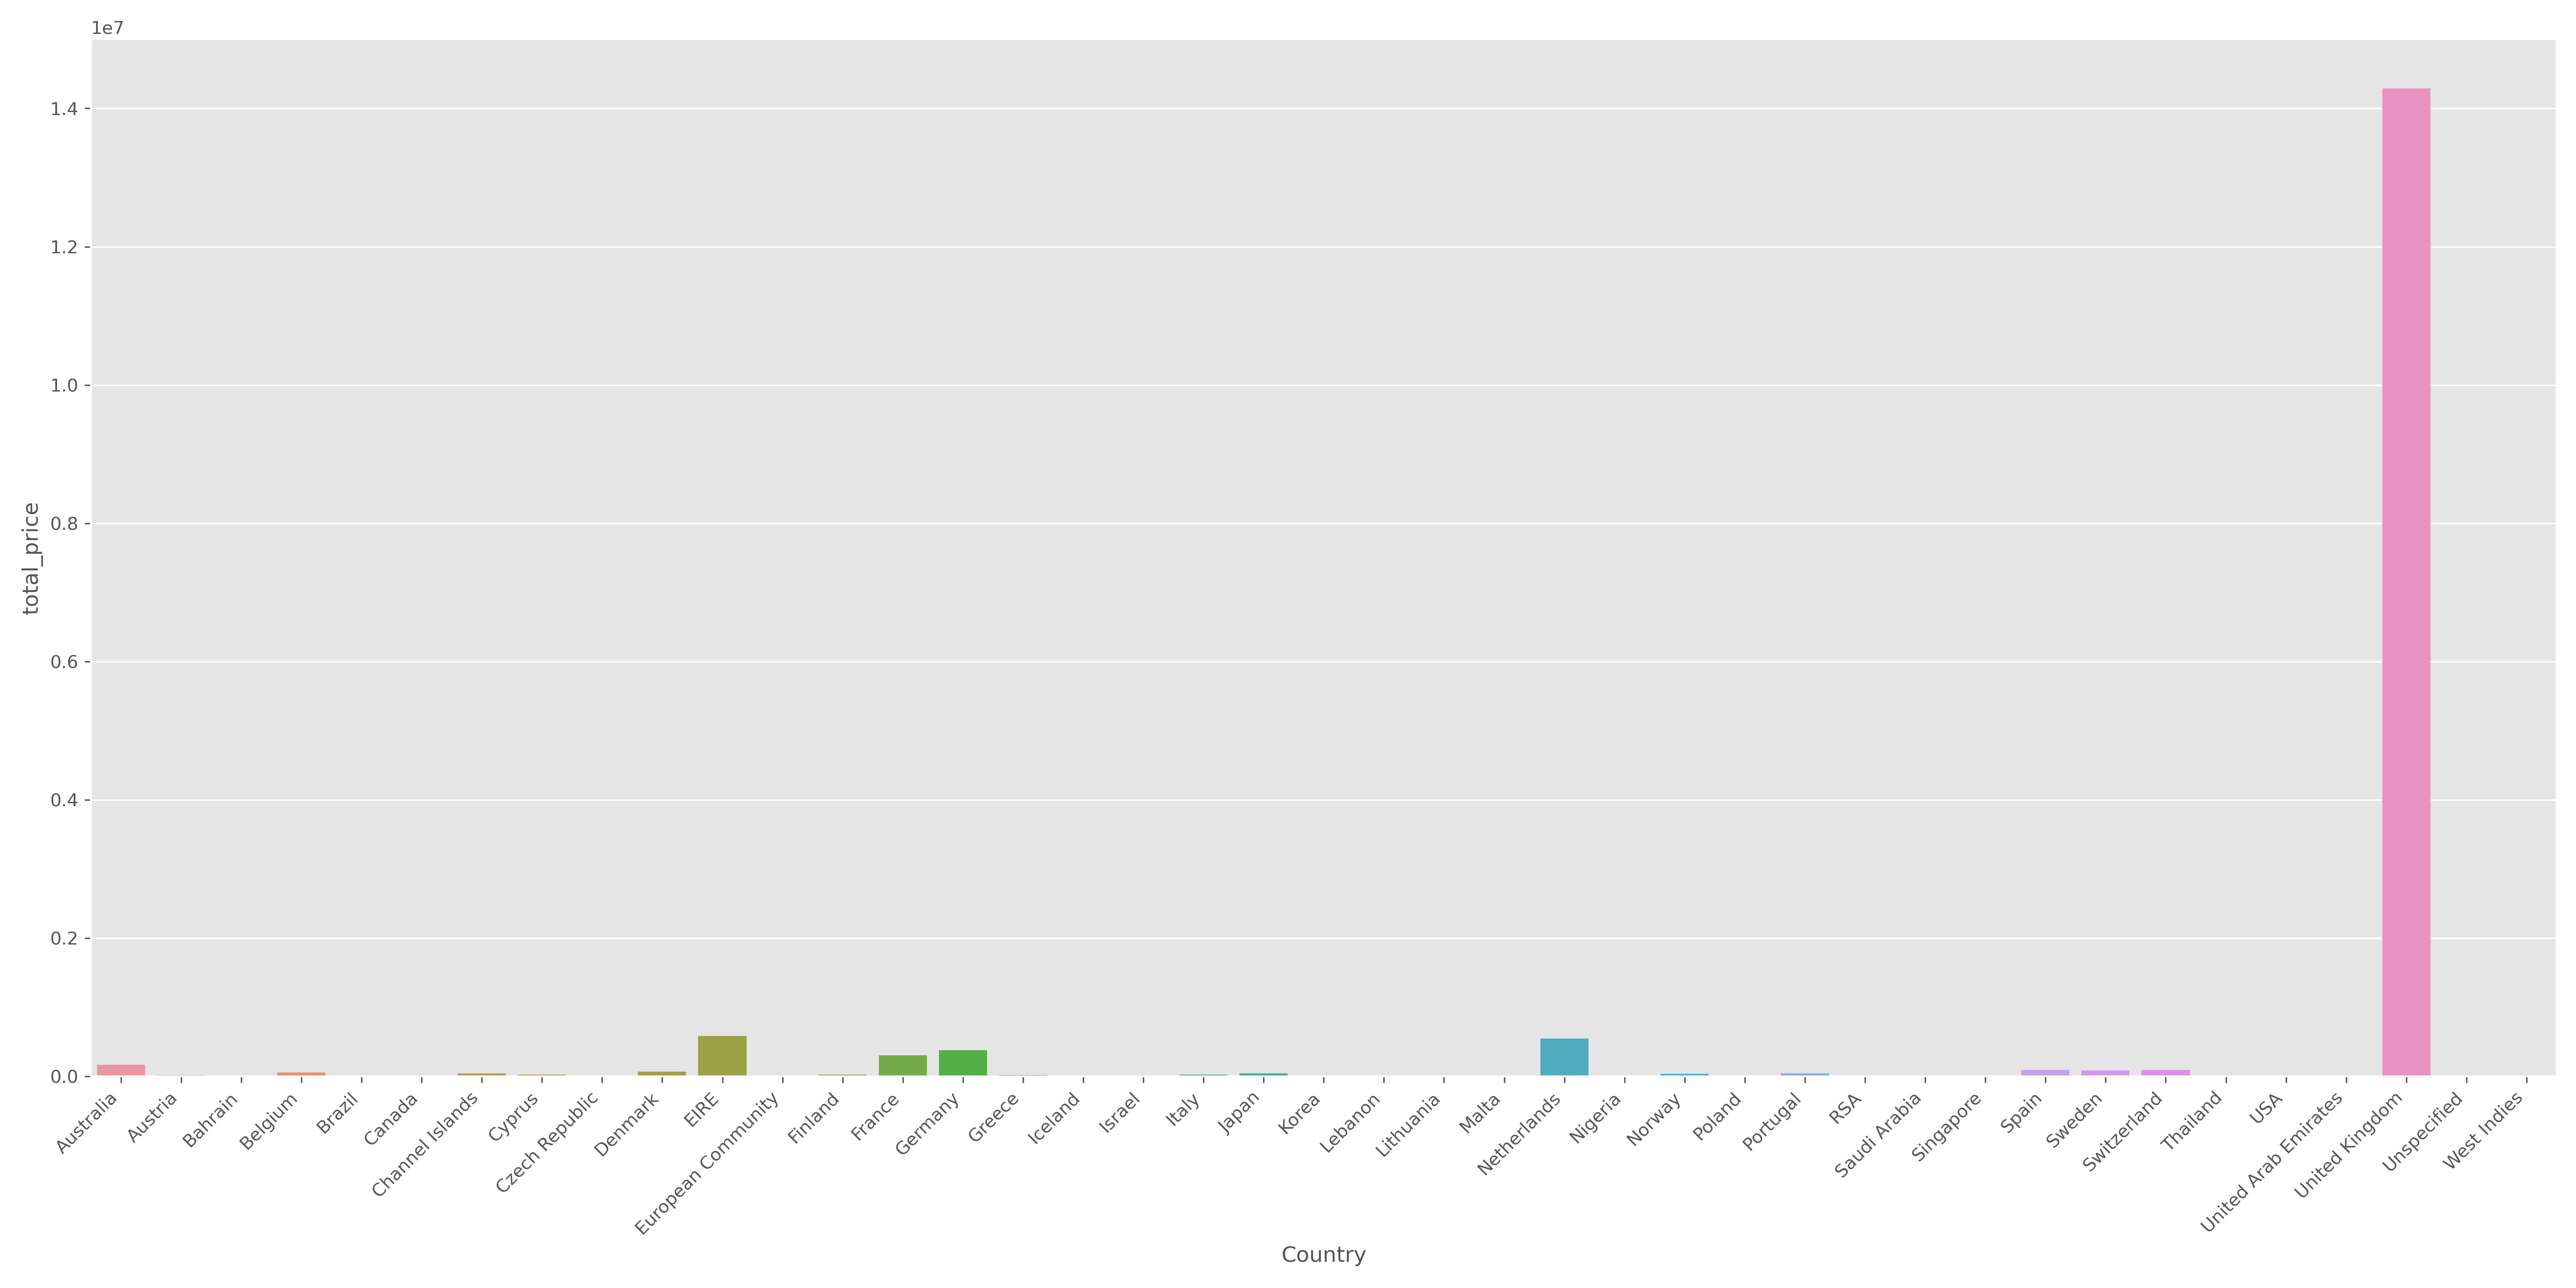 1e7
1.4
1.2
1.0
0.8
0.6
0.4
0.2
0.0
total_price
Australia
Austria
Bahrain
Belgium
Brazil
Canada
Channel Islands
Cyprus
Czech Republic
Denmark
EIRE
European Community
Finland
France
Germany
Greece
Iceland
Israel
Italy
Japan
Korea
Lebanon
Lithuania
Malta
Netherlands
Nigeria
Norway
Poland
Portugal
RSA
Saudi Arabia
Singapore
Spain
Sweden
Switzerland
Thailand
USA
United Arab Emirates
United Kingdom
Unspecified
West Indies
Country